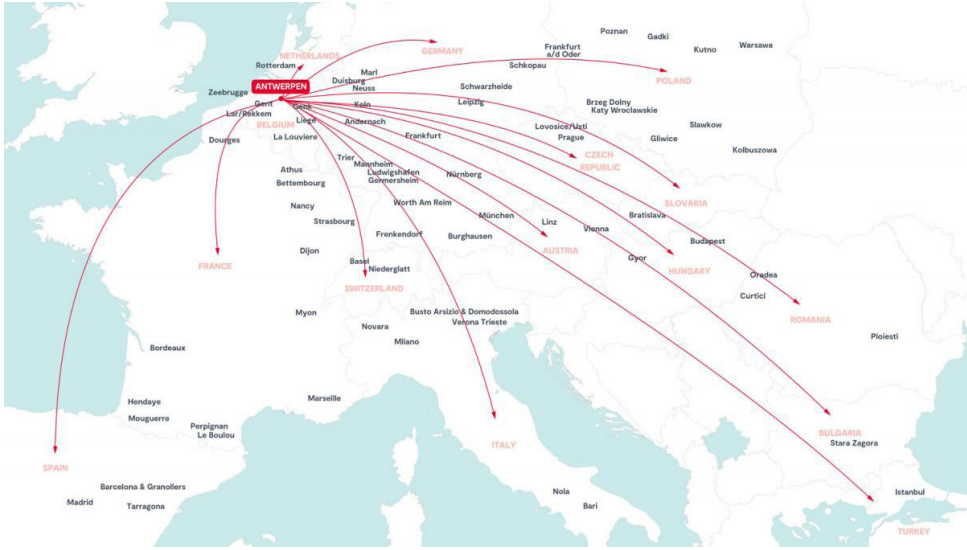 Poznan
Gadki
Kutno
Warsawa
NETHERLANDS
GERMANY
Frankfurt
a/d Oder
Rotterdam
Marl
Schkopau
POLAND
Duisburg
ANTWERPEN
Neuss
Schwarzheide
Zeebrugge
Gent
Genk
Koln
Leipzig
Brzeg Dolny
Katy Wroclawskie
Lar/Rekkem
Liege
Andernach
BELGIUM
Lovosice/Usti
Slawkow
Dourges
La Louviere
Frankfurt
Prague
Gliwice
Kolbuszowa
Trier
Mannheim
CZECH
REPUBLIC
Athus
Ludwigshafen
Germersheim
Nürnberg
Bettembourg
SLOVAKIA
Nancy
Worth Am Reim
Strasbourg
München
Linz
Vienna
Bratislava
Frenkendorf
Burghausen
AUSTRIA
Budapest
Dijon
Basel
Niederglatt
Gyor
FRANCE
HUNGARY
Oradea
SWITZERLAND
Curtici
Myon
Busto Arsizio & Domodossola
Verona Trieste
ROMANIA
Novara
Milano
Ploiesti
Bordeaux
Hendaye
Marseille
Mouguerre
Perpignan
Le Boulou
BULGARIA
Stara Zagora
ITALY
SPAIN
Barcelona & Granollers
Madrid
Tarragona
Nola
Bari
Istanbul
TURKEY